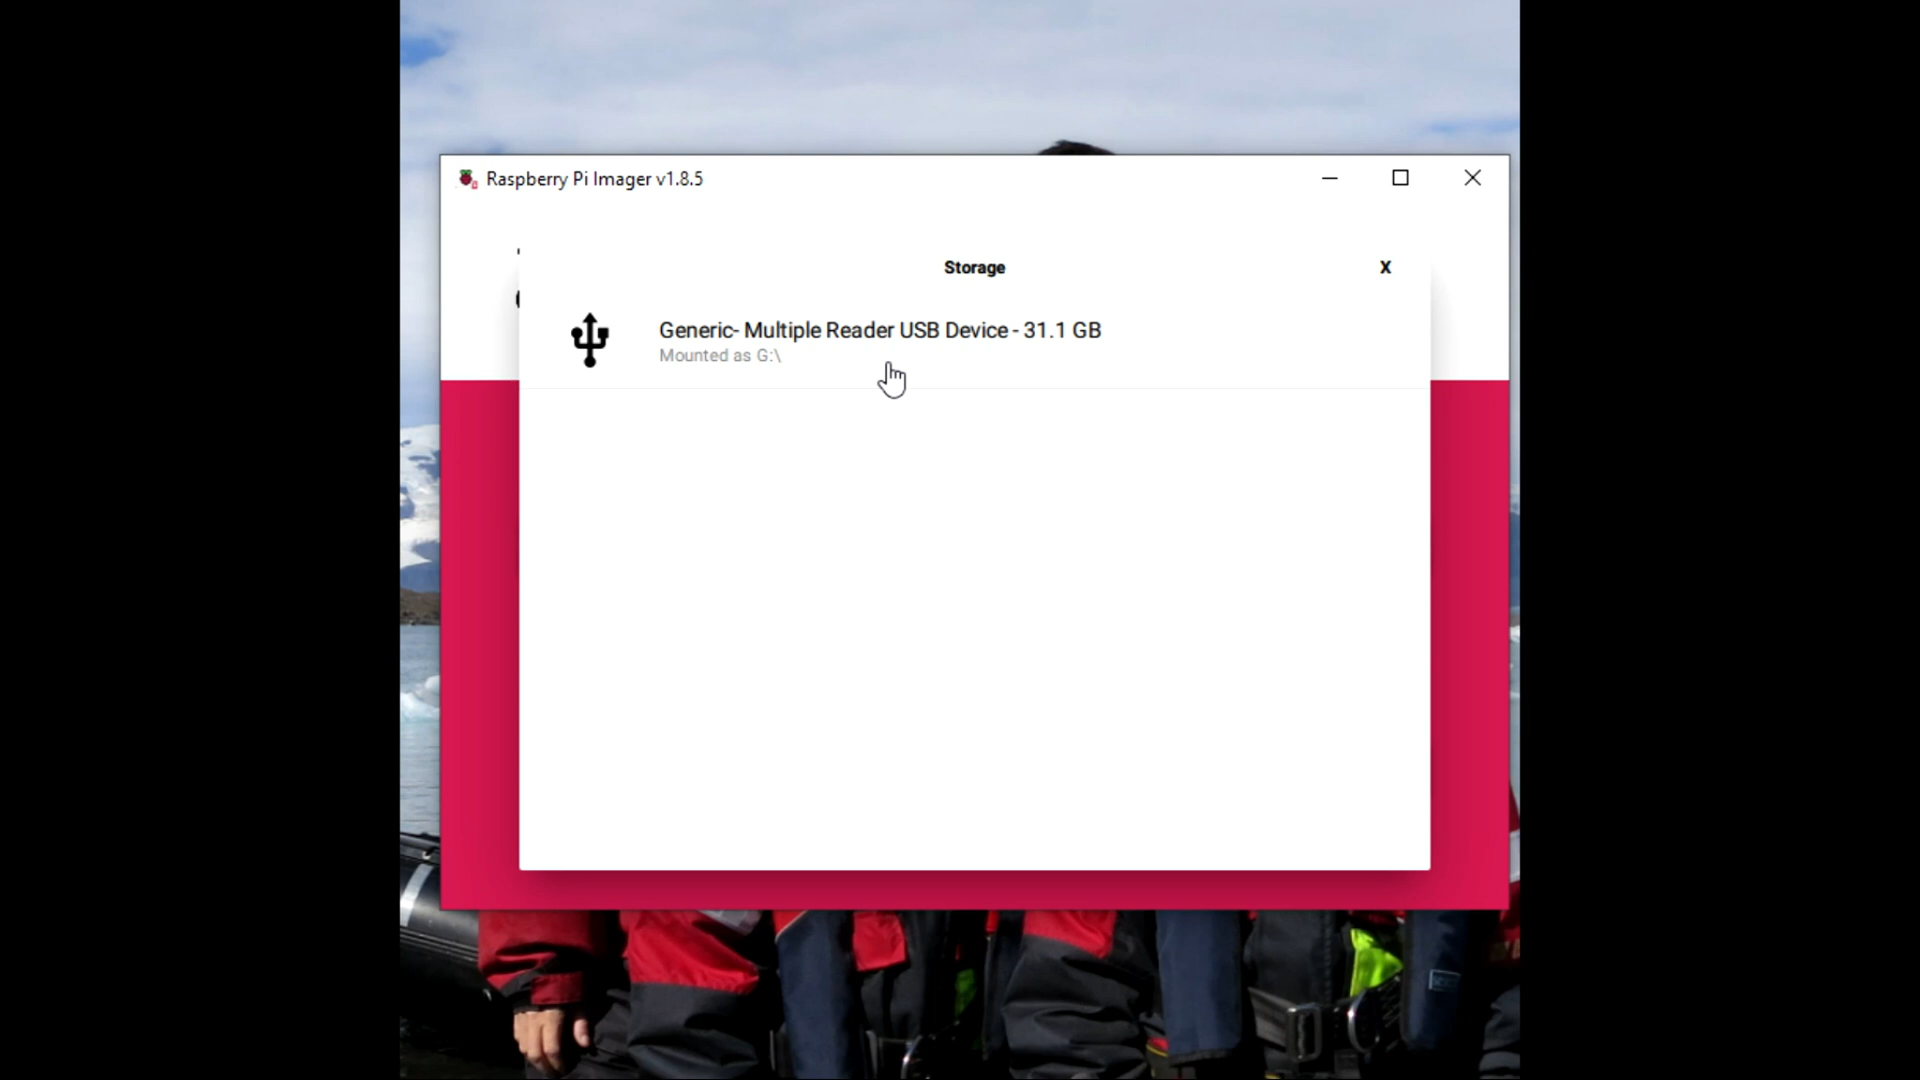 Raspberry Pi Imager v1.8.5
Storage
X
Generic- Multiple Reader USB Device - 31.1 GB
Mounted as G:\